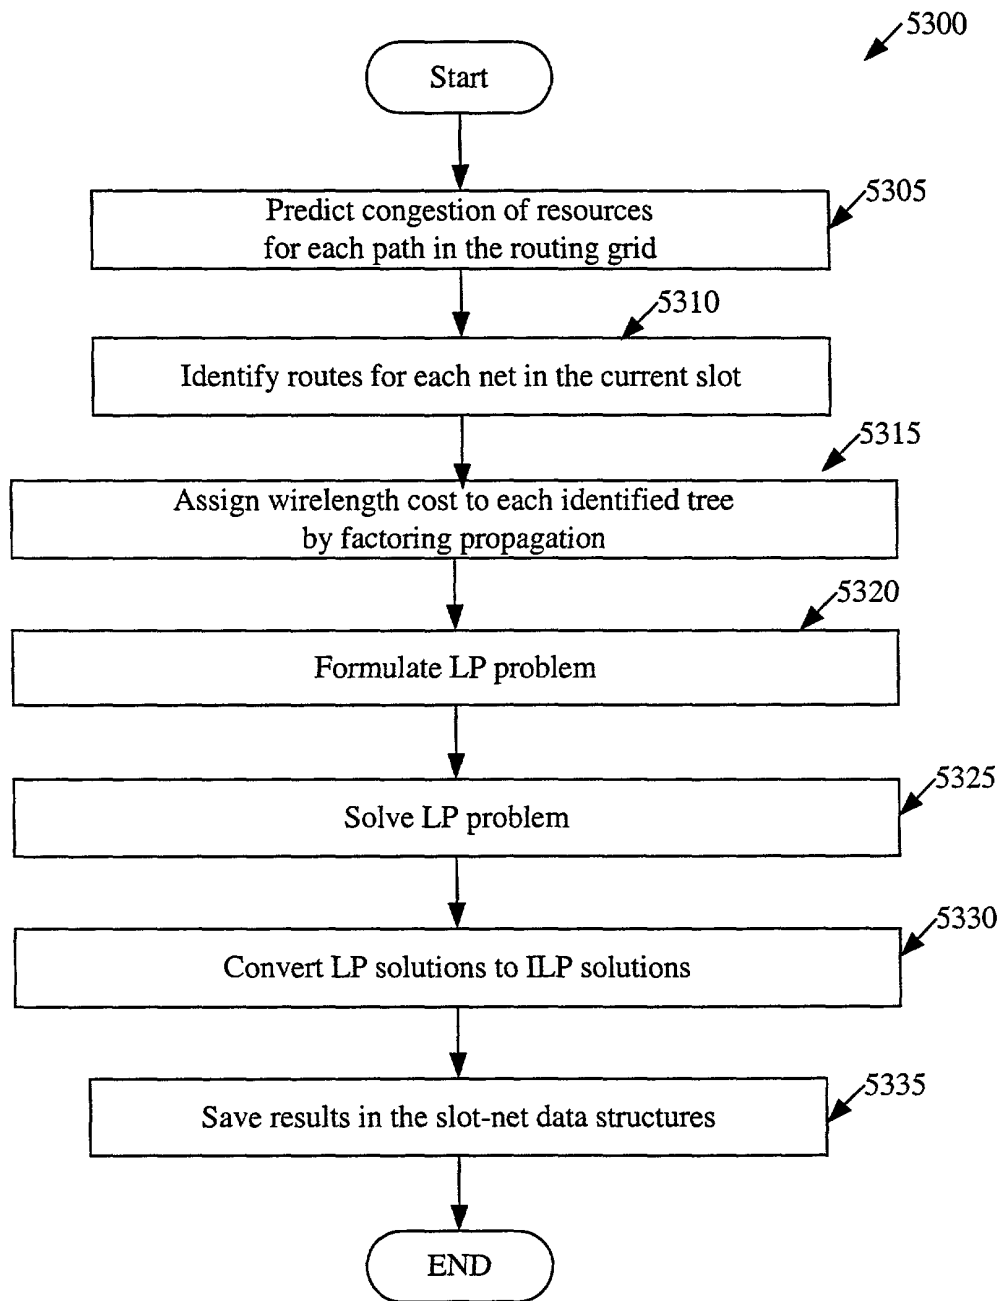 5300
Start
5305
Predict congestion of resources
for each path in the routing grid
5310
Identify routes for each net in the current slot
5315
Assign wirelength cost to each identified tree
by factoring propagation
5320
Formulate LP problem
5325
Solve LP problem
5330
Convert LP solutions to ILP solutions
5335
Save results in the slot-net data structures
END